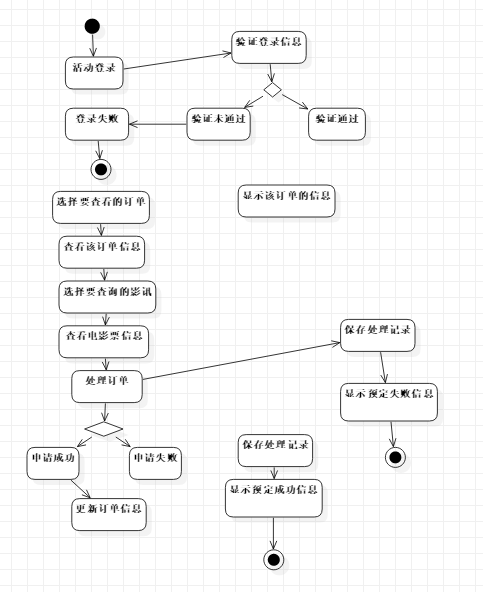 验证登录信息
活动登录
登录失败
验证未通过
验证通过
选择要查看的订单
显示该订单的信息
查看该订单信息
选择要查询的影讯
查看电影票信息
保存处理记录
处理订单
显示预定失败信息
保存处理记录
申请成功
申请失败
显示预定成功信息
更新订单信息